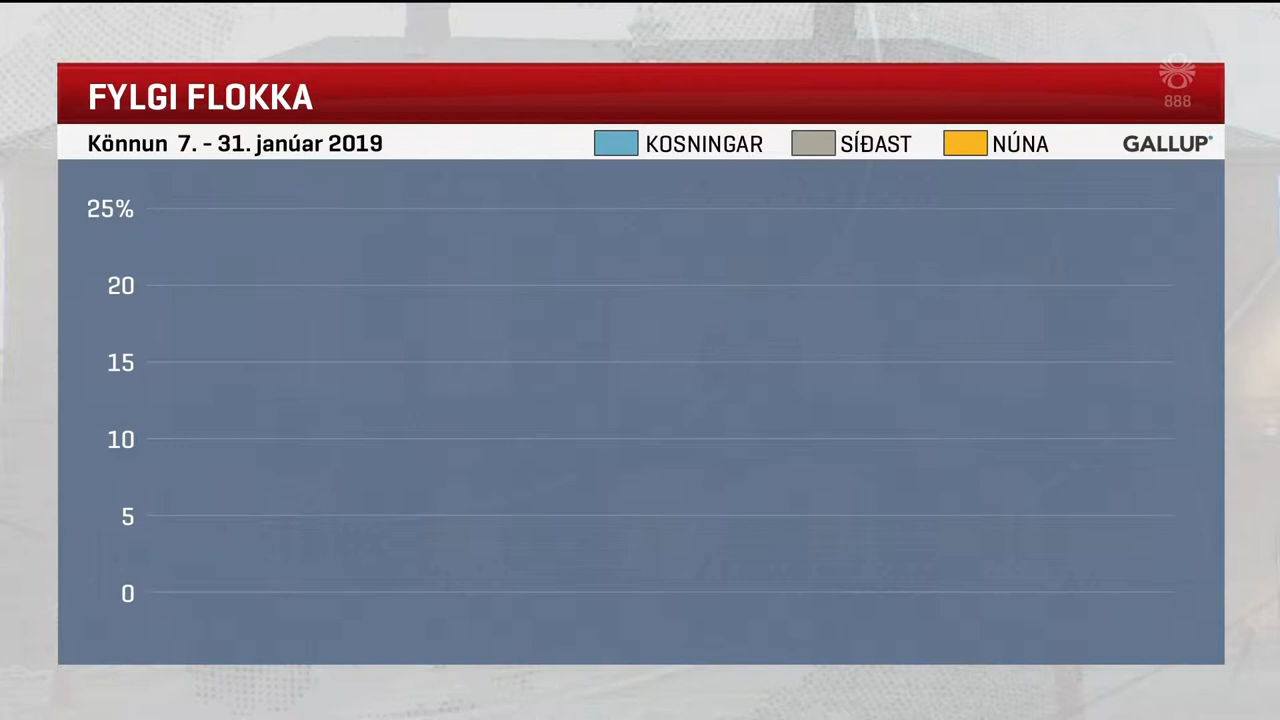 FYLGI FLOKKA
888
Könnun 7. - 31. janúar 2019
KOSNINGAR
SÍÐAST
NÚNA
GALLUP
25%
20
15
10
5
0